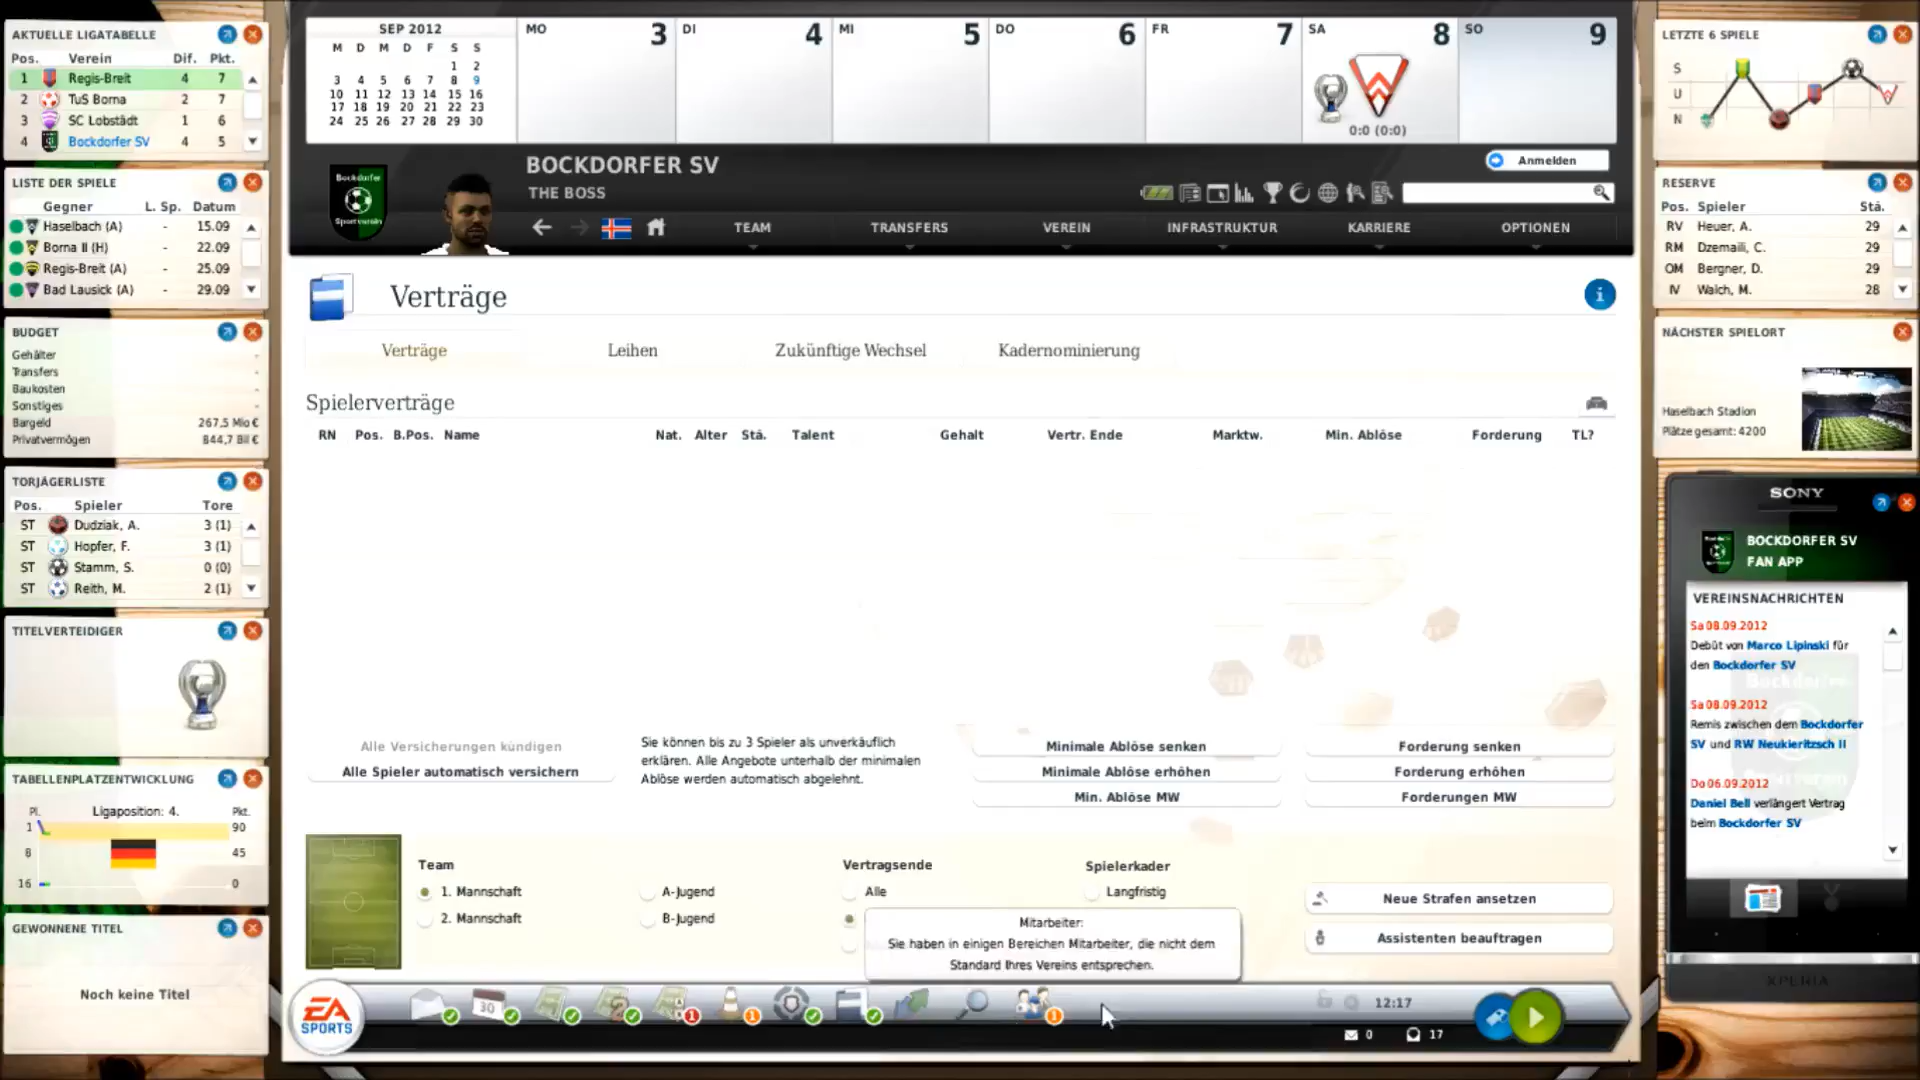 AKTUELLE LIGATABELLE
Pos. Verein Dif. Pkt.
1 Regis-Breit 4 7
2 TuS Borna 2 7
3 SC Lobstädt 1 6
4 Bockdorfer SV 4 5
LISTE DER SPIELE
Gegner L. Sp. Datum
Haselbach (A) - 15.09
Borna II (H) - 22.09
Regis-Breit (A) - 25.09
Bad Lausick (A) - 29.09
BUDGET
Gehälter -
Transfers -
Baukosten -
Sonstiges -
Bargeld 267,5 Mio €
Privatvermögen 844,7 Bil €
TORJÄGERLISTE
Pos. Spieler Tore
ST Dudziak, A. 3 (1)
ST Hopfer, F. 3 (1)
ST Stamm, S. 0 (0)
ST Reith, M. 2 (1)
TITELVERTEIDIGER
TABELLENPLATZENTWICKLUNG
Pl. Ligaposition: 4. Pkt.
1 90
8 45
16 0
GEWONNENE TITEL
Noch keine Titel
SEP 2012
M D M D F S S
1 2
3 4 5 6 7 8 9
10 11 12 13 14 15 16
17 18 19 20 21 22 23
24 25 26 27 28 29 30
MO 3 DI 4 MI 5 DO 6 FR 7 SA 8 SO 9
0:0 (0:0)
Bockdorfer
Sportverein
BOCKDORFER SV
THE BOSS
Anmelden
TEAM TRANSFERS VEREIN INFRASTRUKTUR KARRIERE OPTIONEN
Verträge
Verträge Leihen Zukünftige Wechsel Kadernominierung
Spielerverträge
RN Pos. B.Pos. Name Nat. Alter Stä. Talent Gehalt Vertr. Ende Marktw. Min. Ablöse Forderung TL?
Alle Versicherungen kündigen
Alle Spieler automatisch versichern
Sie können bis zu 3 Spieler als unverkäuflich
erklären. Alle Angebote unterhalb der minimalen
Ablöse werden automatisch abgelehnt.
Minimale Ablöse senken
Minimale Ablöse erhöhen
Min. Ablöse MW
Forderung senken
Forderung erhöhen
Forderungen MW
Team
1. Mannschaft
2. Mannschaft
A-Jugend
B-Jugend
Vertragsende
Alle
Spielerkader
Langfristig
Mitarbeiter:
Sie haben in einigen Bereichen Mitarbeiter, die nicht dem
Standard Ihres Vereins entsprechen.
Neue Strafen ansetzen
Assistenten beauftragen
EA
SPORTS
30
2
1
1
1
12:17
0 17
LETZTE 6 SPIELE
S
U
N
RESERVE
Pos. Spieler Stä.
RV Heuer, A. 29
RM Dzemaili, C. 29
OM Bergner, D. 29
IV Walch, M. 28
NÄCHSTER SPIELORT
Haselbach Stadion
Plätze gesamt: 4200
SONY
BOCKDORFER SV
FAN APP
VEREINSNACHRICHTEN
Sa 08.09.2012
Debüt von Marco Lipinski für
den Bockdorfer SV
Sa 08.09.2012
Remis zwischen dem Bockdorfer
SV und RW Neukieritzsch II
Do 06.09.2012
Daniel Bell verlängert Vertrag
beim Bockdorfer SV
XPERIA